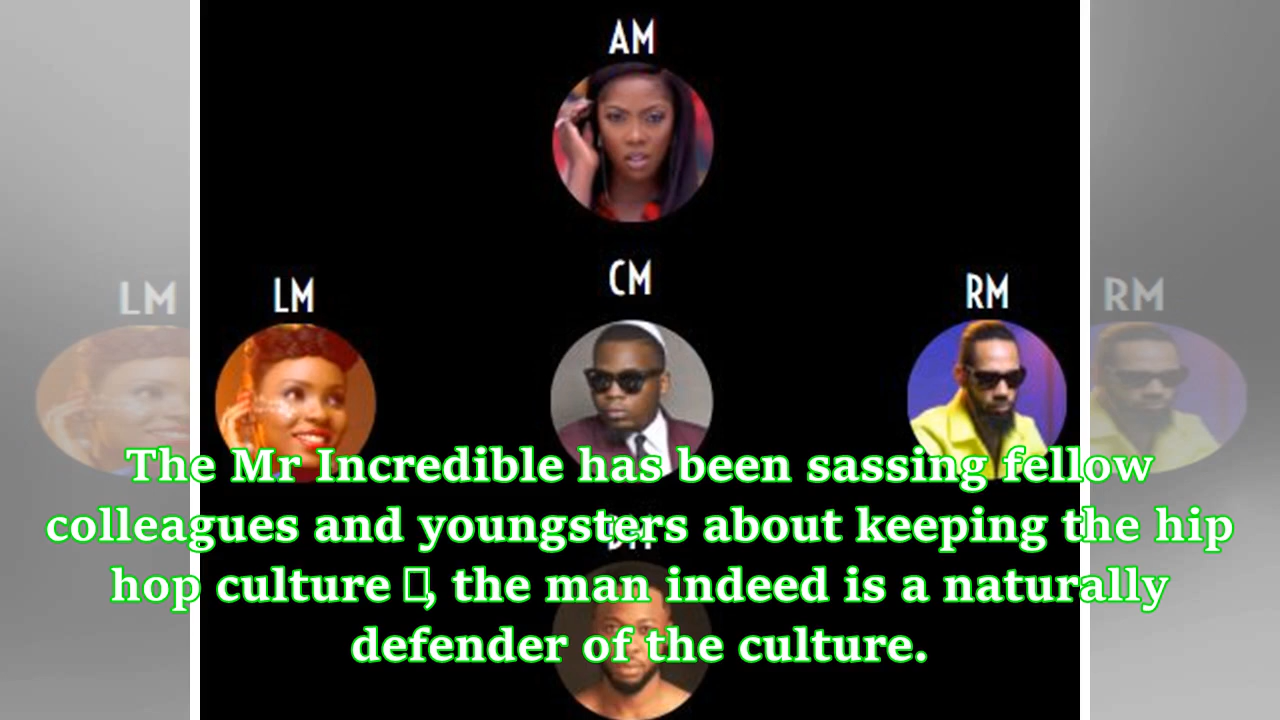 AM
CM
LM
RM
LM
RM
The Mr Incredible has been sassing fellow
colleagues and youngsters about keeping the hip
hop culture , the man indeed is a naturally
defender of the culture.